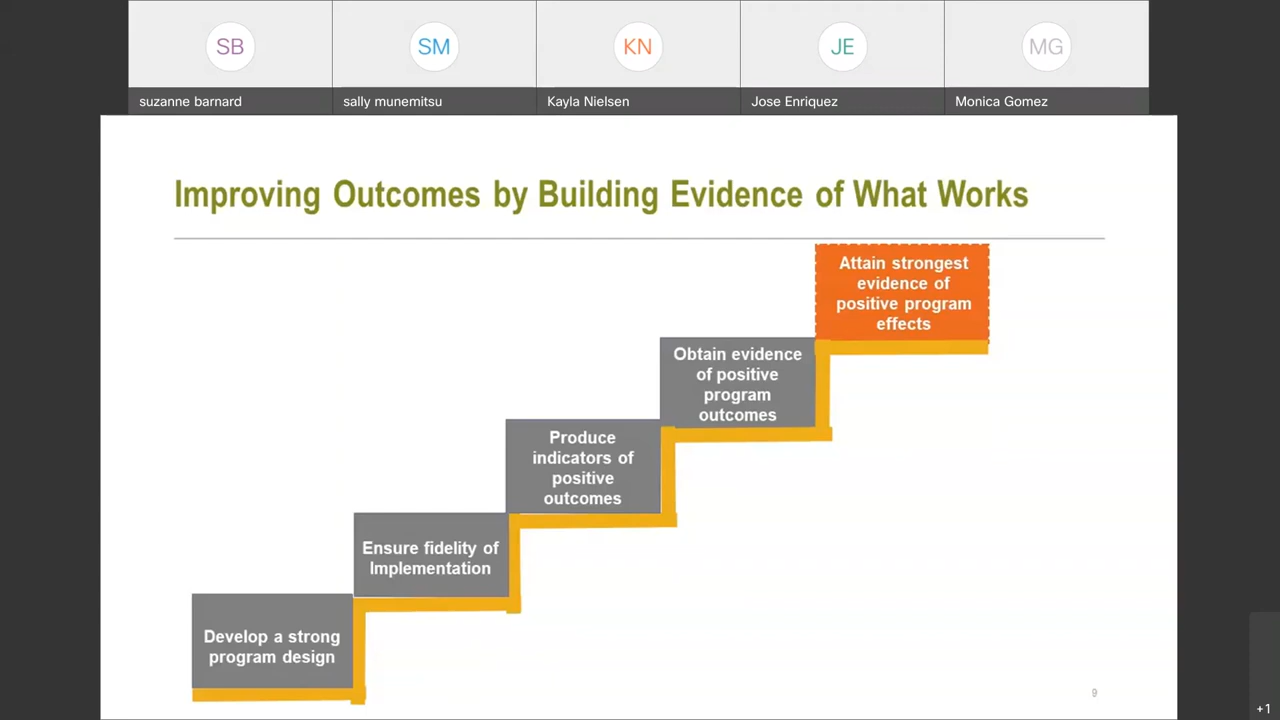 SB
SM
KN
JE
MG
suzanne barnard
sally munemitsu
Kayla Nielsen
Jose Enriquez
Monica Gomez
Improving Outcomes by Building Evidence of What Works
Attain strongest
evidence of
positive program
effects
Obtain evidence
of positive
program
outcomes
Produce
indicators of
positive
outcomes
Ensure fidelity of
Implementation
Develop a strong
program design
9
+1